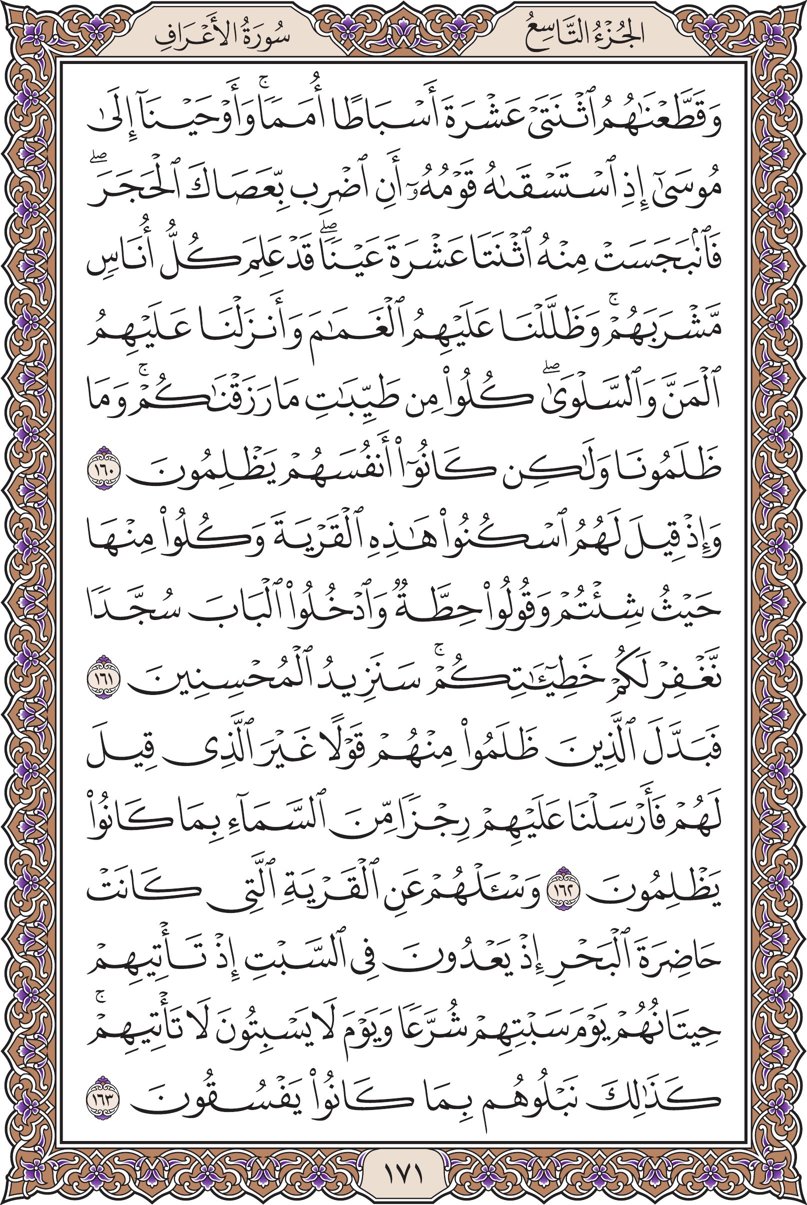 الجُزْءُ التَّاسِعُ
سُورَةُ الأَعْرَافِ
وَقَطَّعْنَٰهُمُ ٱثْنَتَىْ عَشْرَةَ أَسْبَاطًا أُمَمًا ۚ وَأَوْحَيْنَآ إِلَىٰ
مُوسَىٰٓ إِذِ ٱسْتَسْقَىٰهُ قَوْمُهُۥٓ أَنِ ٱضْرِب بِّعَصَاكَ ٱلْحَجَرَ ۖ
فَٱنۢبَجَسَتْ مِنْهُ ٱثْنَتَا عَشْرَةَ عَيْنًا ۖ قَدْ عَلِمَ كُلُّ أُنَاسٍ
مَّشْرَبَهُمْ ۚ وَظَلَّلْنَا عَلَيْهِمُ ٱلْغَمَٰمَ وَأَنزَلْنَا عَلَيْهِمُ
ٱلْمَنَّ وَٱلسَّلْوَىٰ ۖ كُلُوا۟ مِن طَيِّبَٰتِ مَا رَزَقْنَٰكُمْ ۚ وَمَا
ظَلَمُونَا وَلَٰكِن كَانُوٓا۟ أَنفُسَهُمْ يَظْلِمُونَ ١٦٠
وَإِذْ قِيلَ لَهُمُ ٱسْكُنُوا۟ هَٰذِهِ ٱلْقَرْيَةَ وَكُلُوا۟ مِنْهَا
حَيْثُ شِئْتُمْ وَقُولُوا۟ حِطَّةٌ وَٱدْخُلُوا۟ ٱلْبَابَ سُجَّدًا
نَّغْفِرْ لَكُمْ خَطِيٓـَٰٔتِكُمْ ۚ سَنَزِيدُ ٱلْمُحْسِنِينَ ١٦١
فَبَدَّلَ ٱلَّذِينَ ظَلَمُوا۟ مِنْهُمْ قَوْلًا غَيْرَ ٱلَّذِى قِيلَ
لَهُمْ فَأَرْسَلْنَا عَلَيْهِمْ رِجْزًا مِّنَ ٱلسَّمَآءِ بِمَا كَانُوا۟
يَظْلِمُونَ ١٦٢ وَسْـَٔلْهُمْ عَنِ ٱلْقَرْيَةِ ٱلَّتِى كَانَتْ
حَاضِرَةَ ٱلْبَحْرِ إِذْ يَعْدُونَ فِى ٱلسَّبْتِ إِذْ تَأْتِيهِمْ
حِيتَانُهُمْ يَوْمَ سَبْتِهِمْ شُرَّعًا وَيَوْمَ لَا يَسْبِتُونَ لَا تَأْتِيهِمْ ۚ
كَذَٰلِكَ نَبْلُوهُم بِمَا كَانُوا۟ يَفْسُقُونَ ١٦٣
١٧١